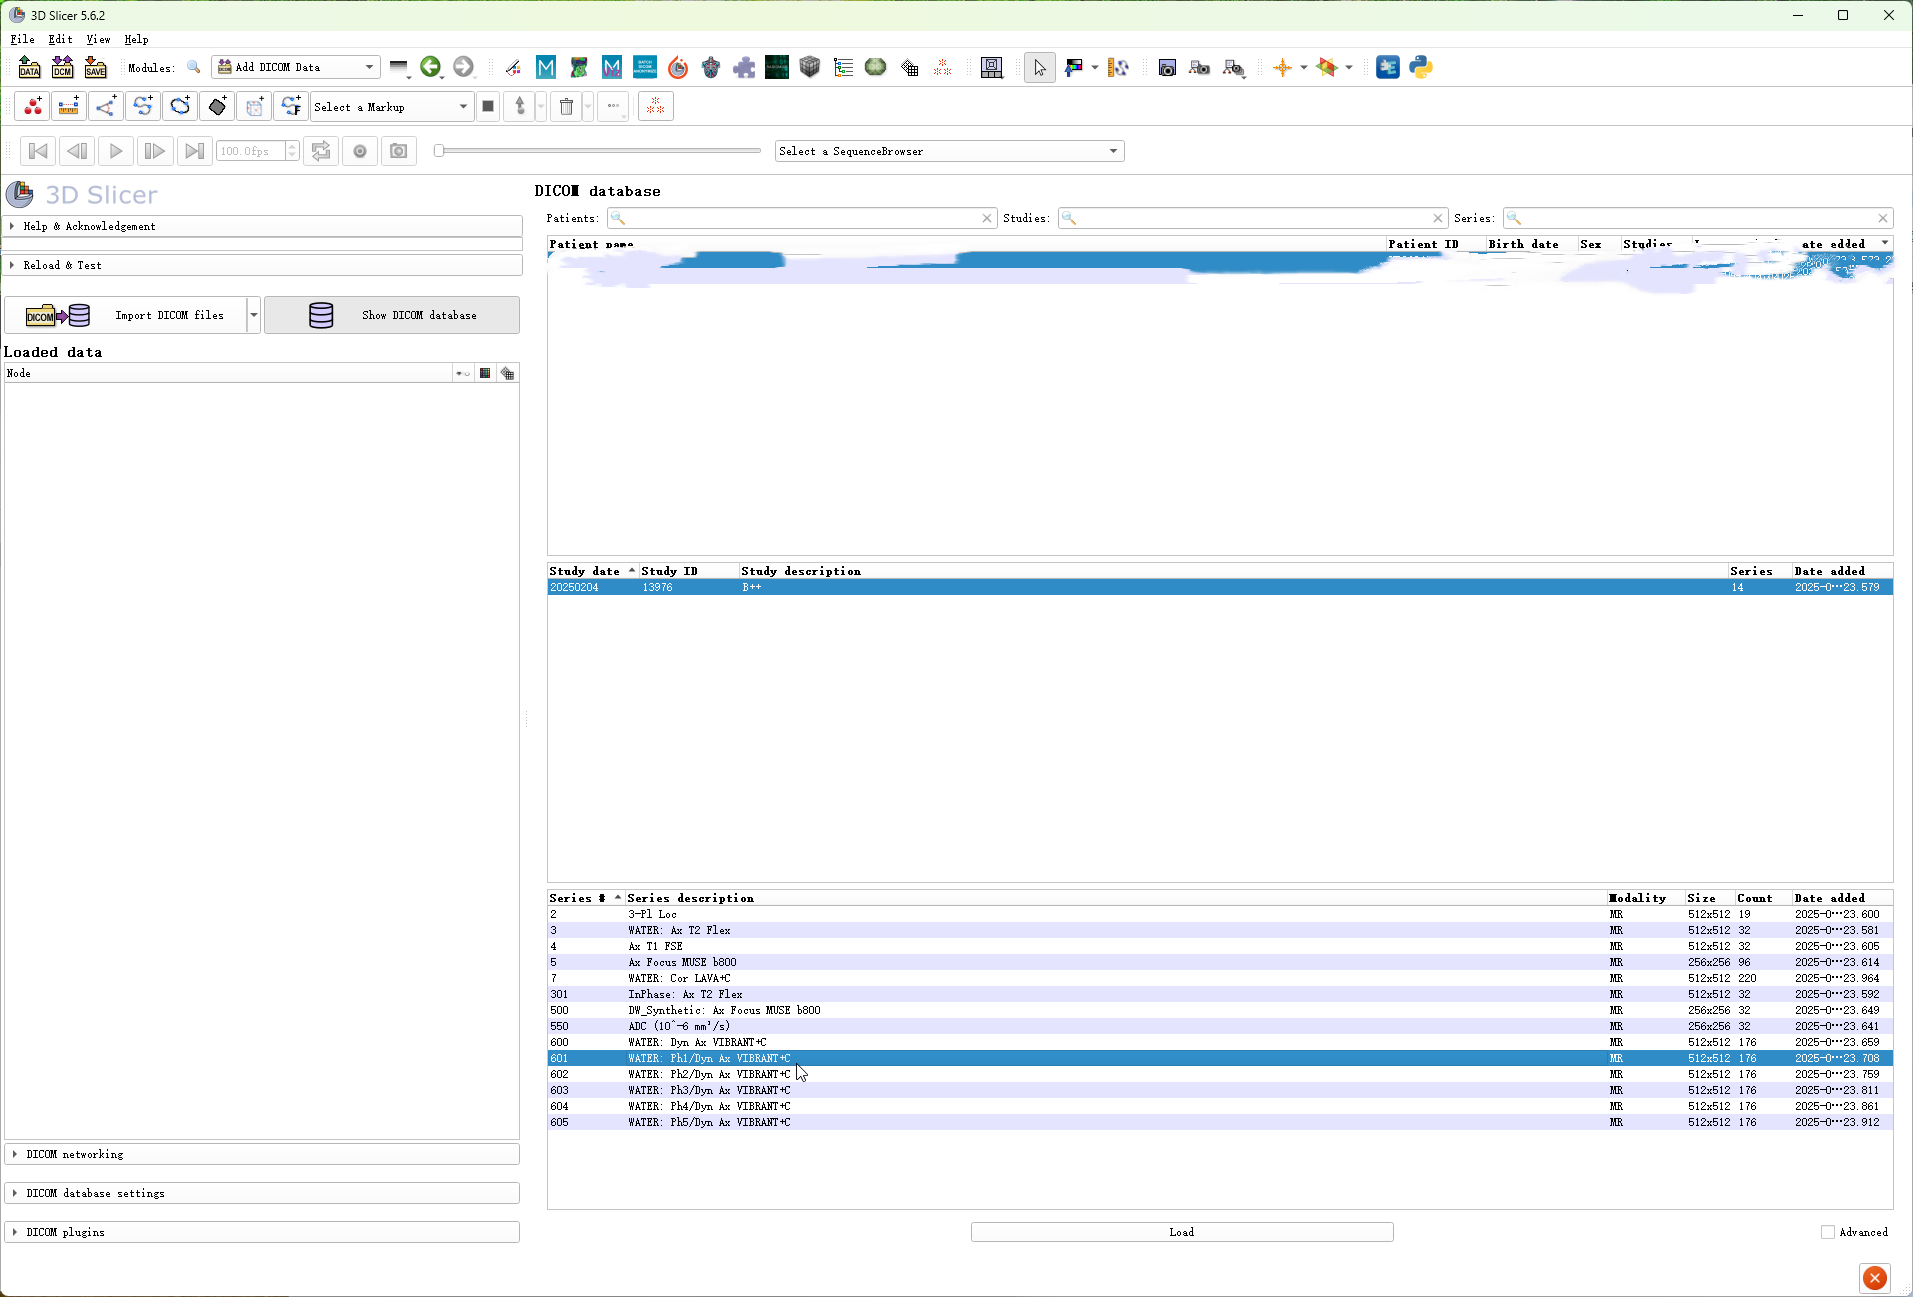 3D Slicer 5.6.2
File Edit View Help
DATA DCM SAVE Modules: Add DICOM Data
Select a Markup
100.0fps Select a SequenceBrowser
3D Slicer
Help & Acknowledgement
Reload & Test
DICOM Import DICOM files Show DICOM database
Loaded data
Node
DICOM networking
DICOM database settings
DICOM plugins
DICOM database
Patients: Studies: Series:
Patient name Patient ID Birth date Sex Studies ate added
Study date Study ID Study description Series Date added
20250204 13976 B++ 14 2025-0···23.579
Series # Series description Modality Size Count Date added
2 3-Pl Loc MR 512x512 19 2025-0···23.600
3 WATER: Ax T2 Flex MR 512x512 32 2025-0···23.581
4 Ax T1 FSE MR 512x512 32 2025-0···23.605
5 Ax Focus MUSE b800 MR 256x256 96 2025-0···23.614
7 WATER: Cor LAVA+C MR 512x512 220 2025-0···23.964
301 InPhase: Ax T2 Flex MR 512x512 32 2025-0···23.592
500 DW_Synthetic: Ax Focus MUSE b800 MR 256x256 32 2025-0···23.649
550 ADC (10^-6 mm²/s) MR 256x256 32 2025-0···23.641
600 WATER: Dyn Ax VIBRANT+C MR 512x512 176 2025-0···23.659
601 WATER: Ph1/Dyn Ax VIBRANT+C MR 512x512 176 2025-0···23.708
602 WATER: Ph2/Dyn Ax VIBRANT+C MR 512x512 176 2025-0···23.759
603 WATER: Ph3/Dyn Ax VIBRANT+C MR 512x512 176 2025-0···23.811
604 WATER: Ph4/Dyn Ax VIBRANT+C MR 512x512 176 2025-0···23.861
605 WATER: Ph5/Dyn Ax VIBRANT+C MR 512x512 176 2025-0···23.912
Load Advanced